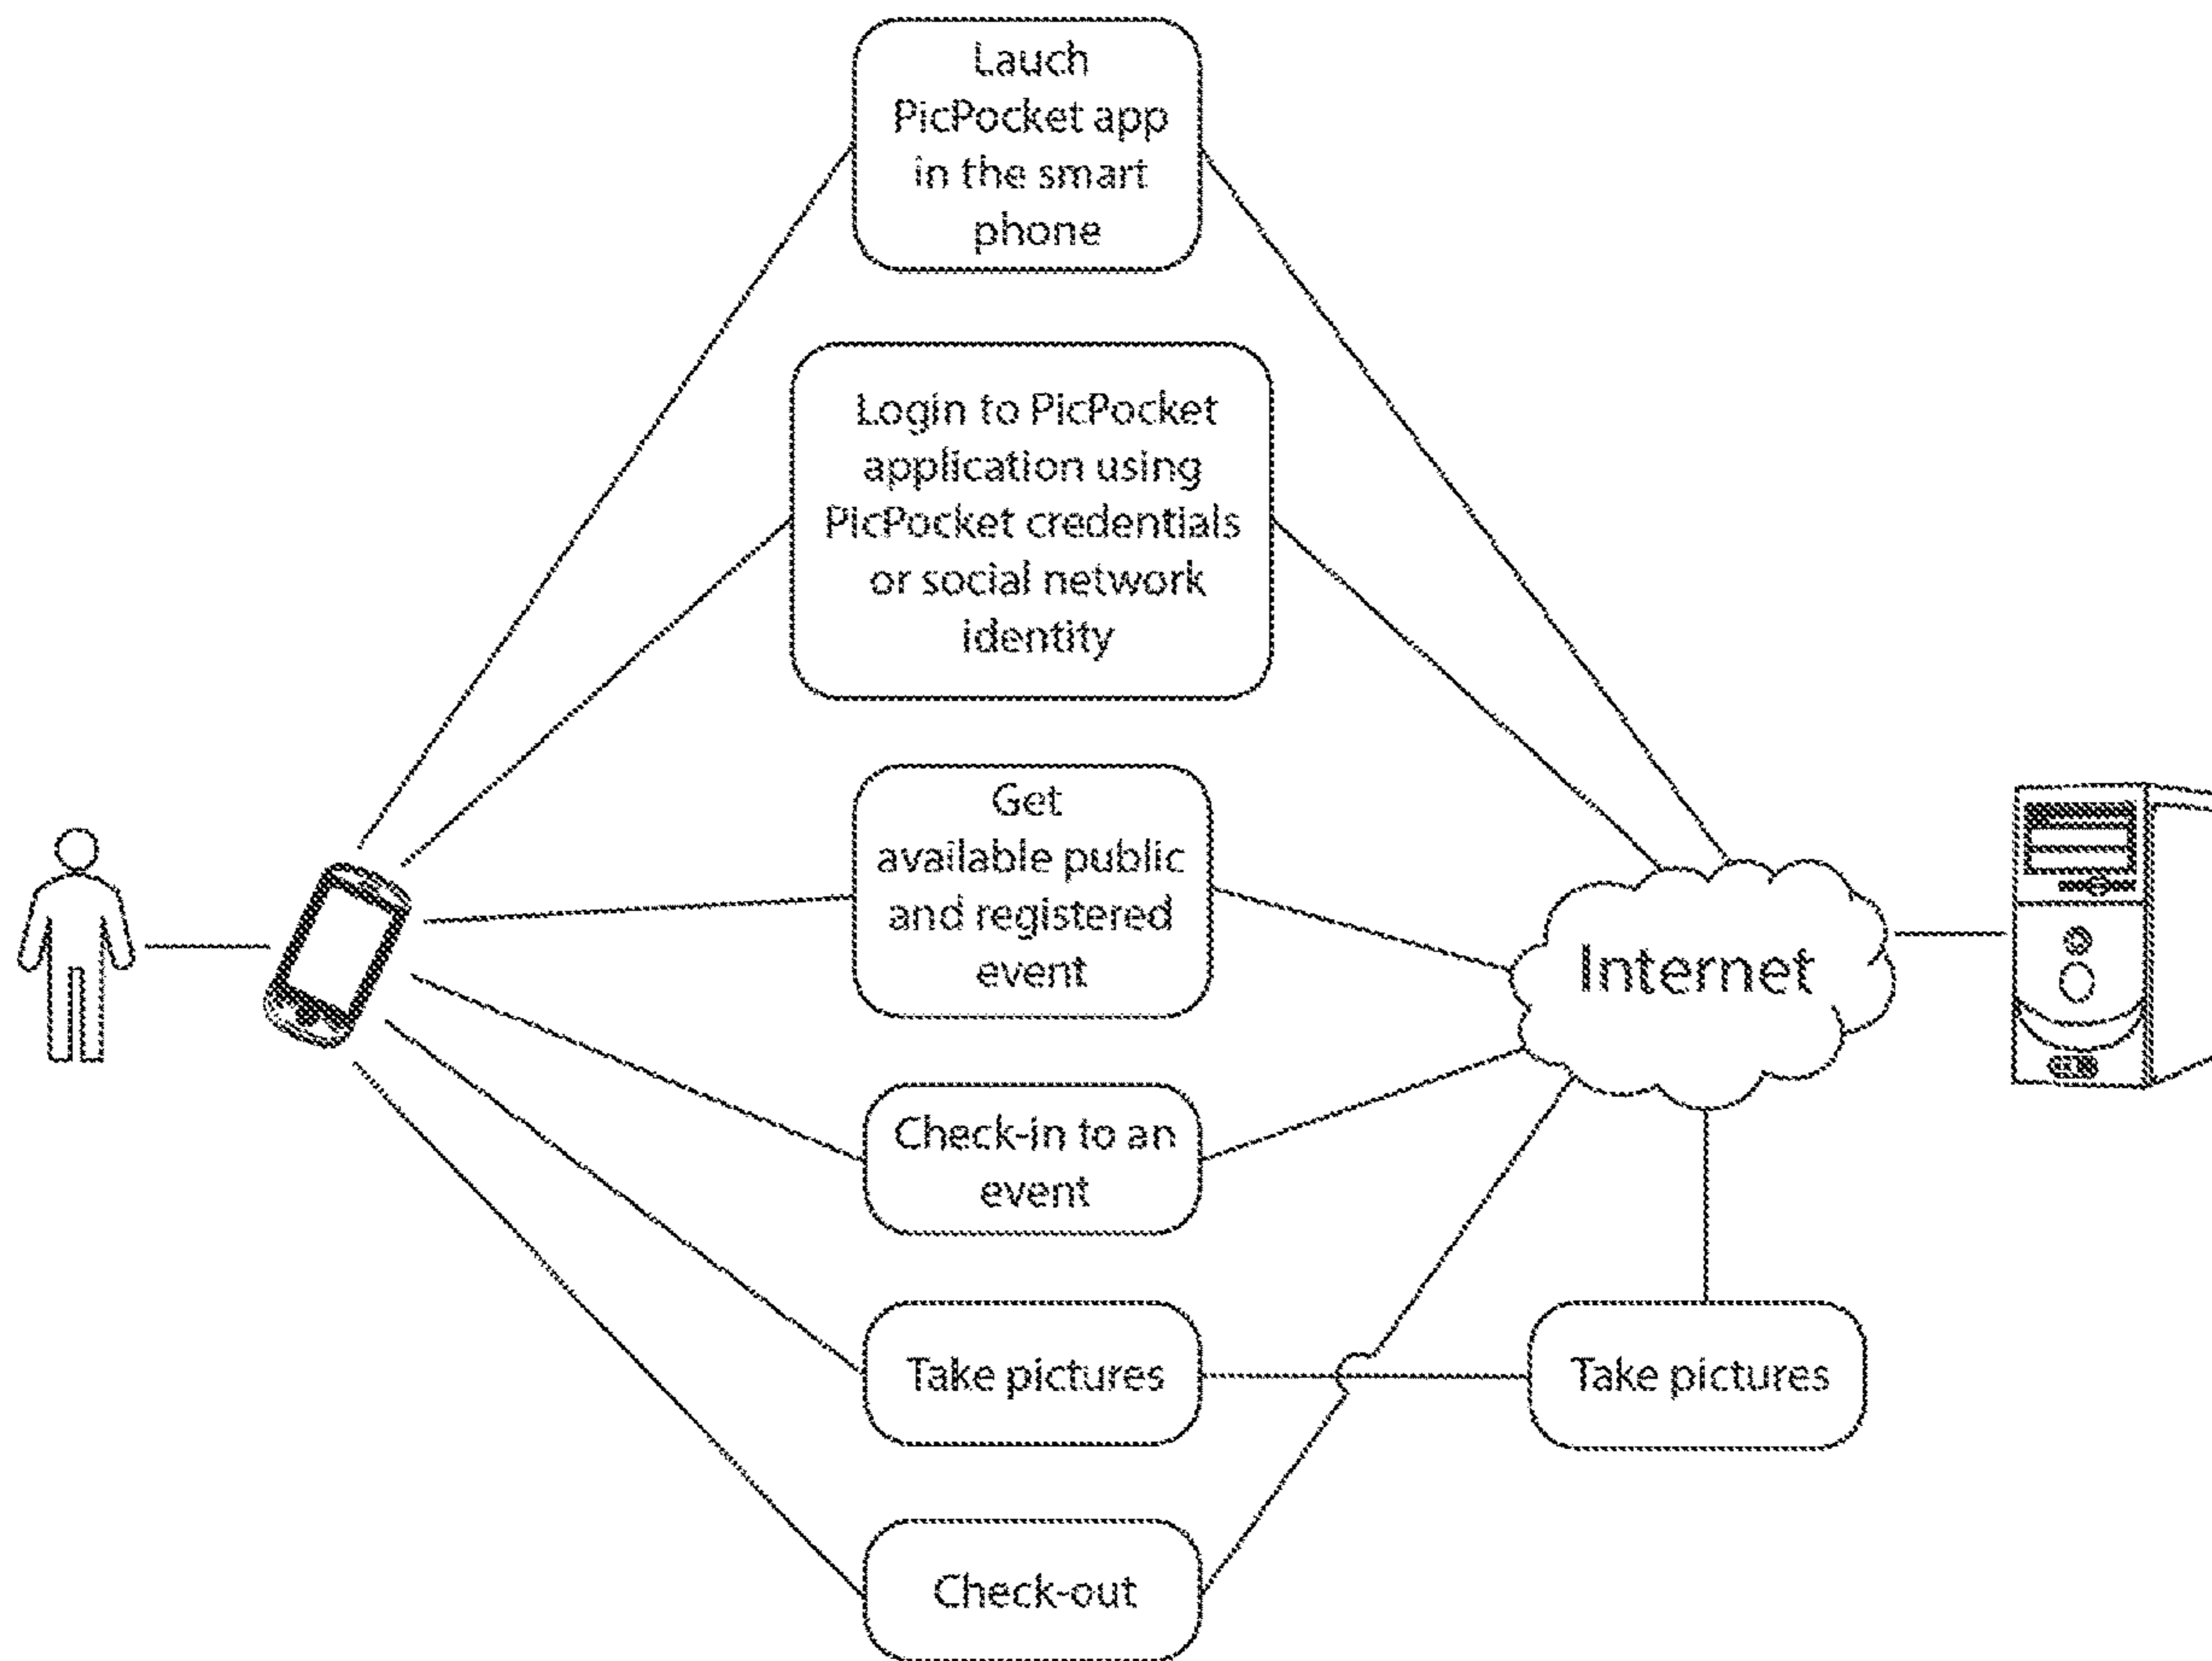 Lauch
PicPocket app
in the smart
phone
Login to PicPocket
application using
PicPocket credentials
or social network
identity
Get
available public
and registered
event
Internet
Check-in to an
event
Take pictures
Take pictures
Check-out